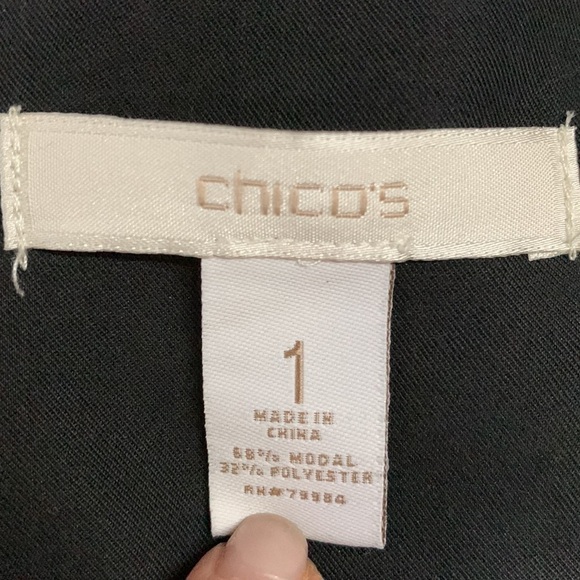 chico's
1
MADE IN
CHINA
68% MODAL
32% POLYESTER
RN#79984